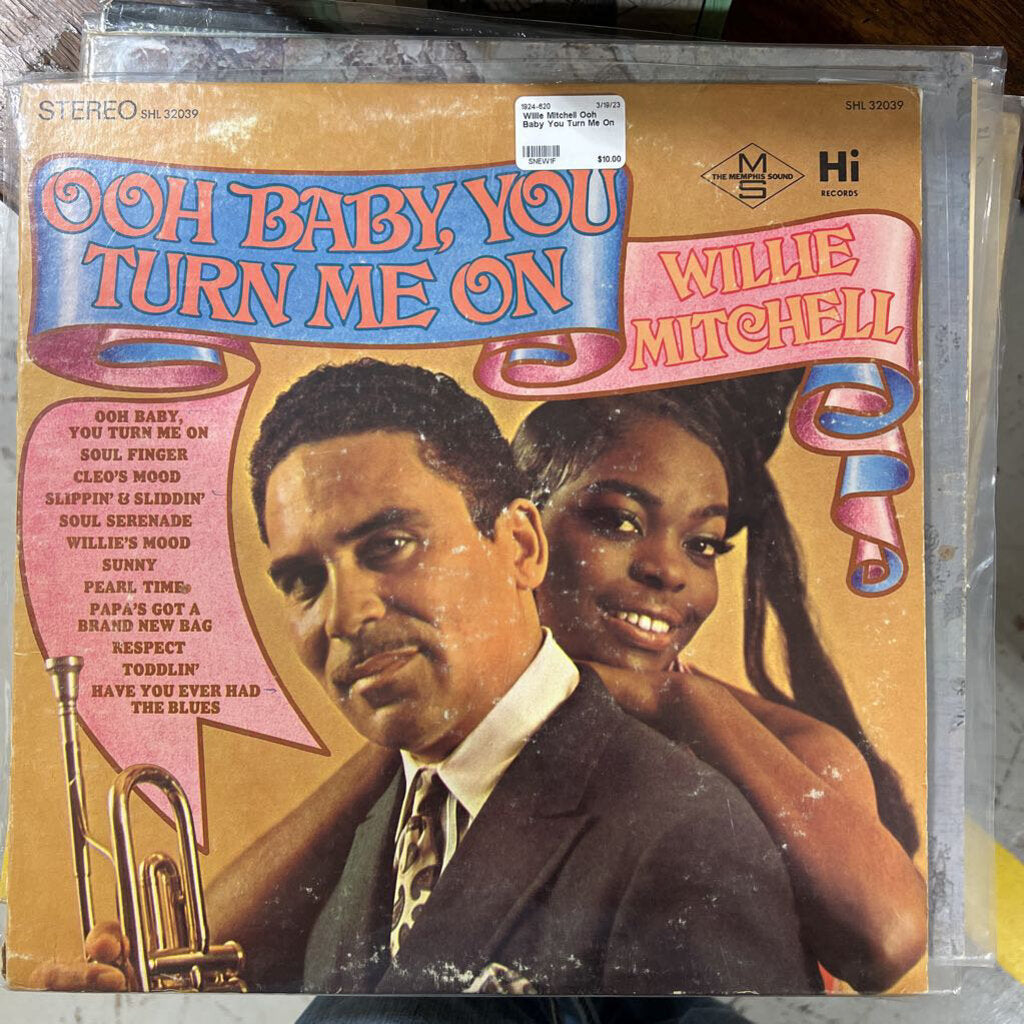 STEREO SHL 32039
1924-620 3/19/23
Willie Mitchell Ooh
Baby You Turn Me On
SNEW1F $10.00
SHL 32039
M
THE MEMPHIS SOUND
S
Hi
RECORDS
OOH BABY, YOU
TURN ME ON
WILLIE
MITCHELL
OOH BABY,
YOU TURN ME ON
SOUL FINGER
CLEO'S MOOD
SLIPPIN' & SLIDDIN'
SOUL SERENADE
WILLIE'S MOOD
SUNNY
PEARL TIME
PAPA'S GOT A
BRAND NEW BAG
RESPECT
TODDLIN'
HAVE YOU EVER HAD
THE BLUES